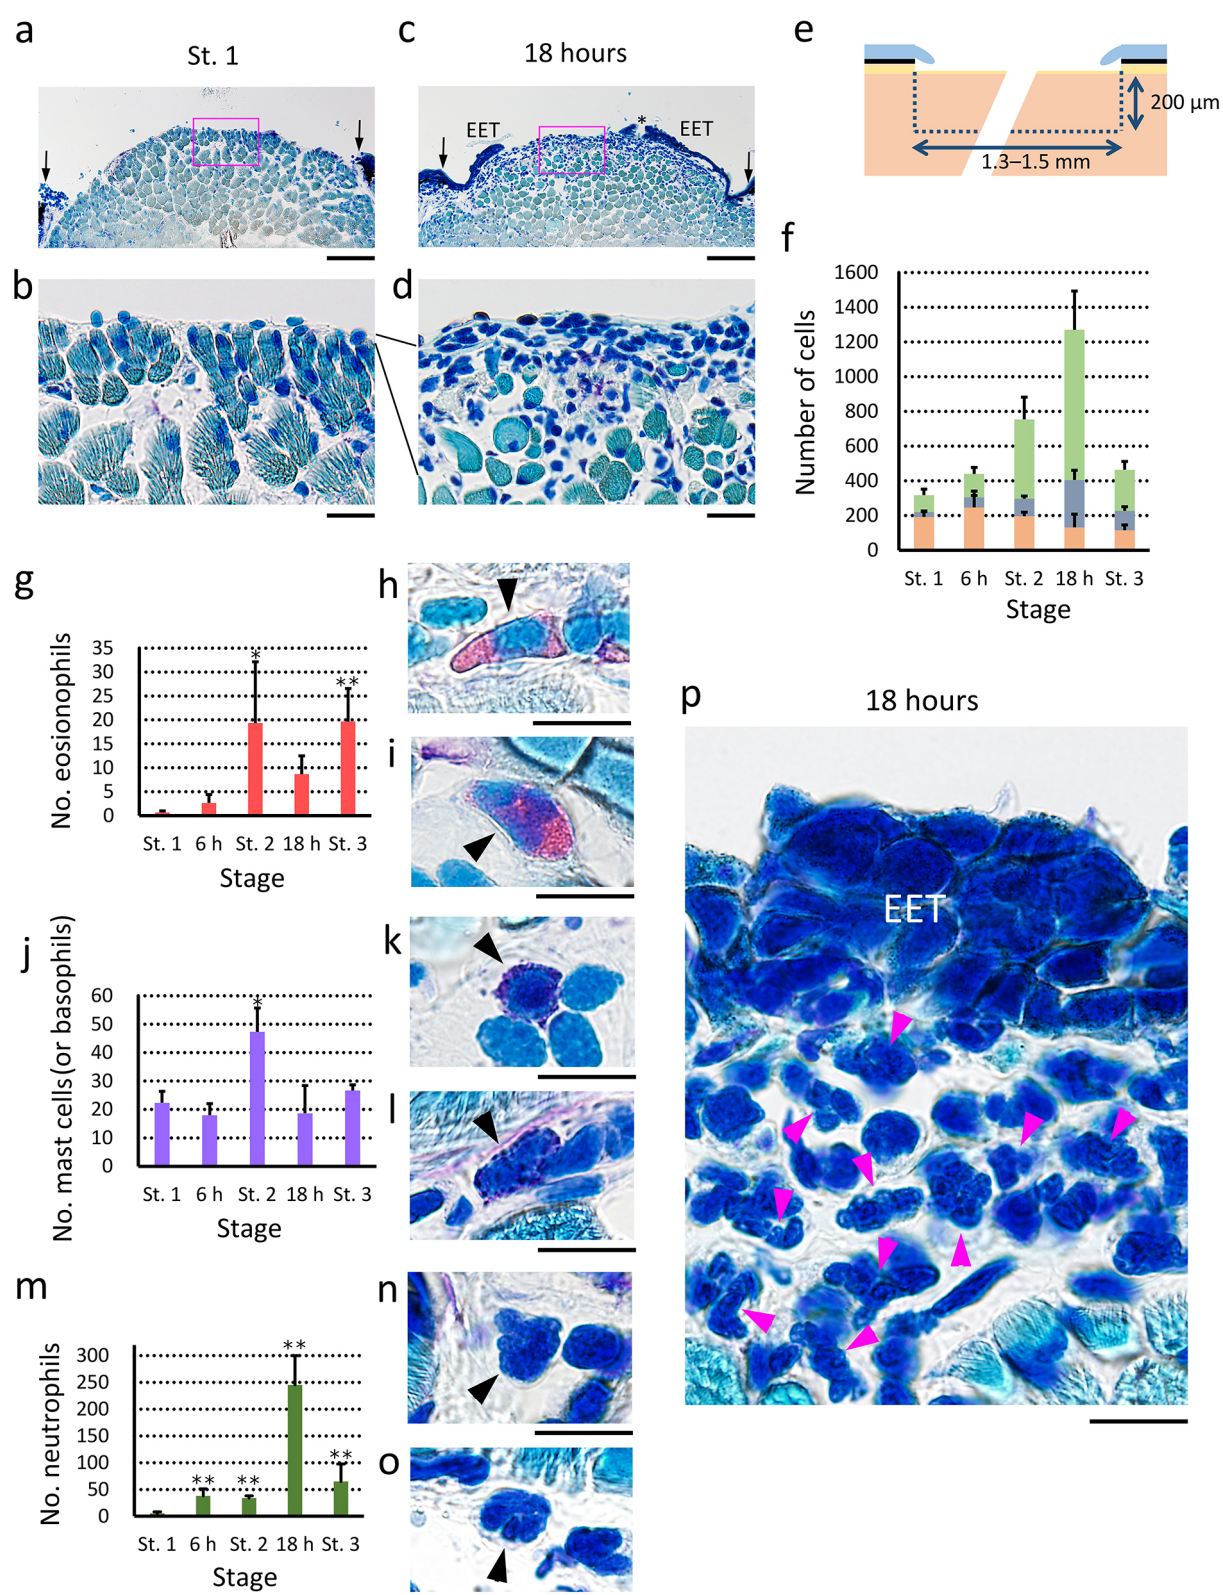 a
St. 1
c
18 hours
e
EET
*
EET
200 µm
1.3–1.5 mm
b
d
f
Number of cells
1600
1400
1200
1000
800
600
400
200
0
St. 1 6 h St. 2 18 h St. 3
Stage
g
No. eosionophils
35
30
25
20
15
10
5
0
*
**
St. 1 6 h St. 2 18 h St. 3
Stage
h
i
j
No. mast cells(or basophils)
60
50
40
30
20
10
0
*
St. 1 6 h St. 2 18 h St. 3
Stage
k
l
m
No. neutrophils
300
250
200
150
100
50
0
**
**
**
**
St. 1 6 h St. 2 18 h St. 3
Stage
n
o
p
18 hours
EET